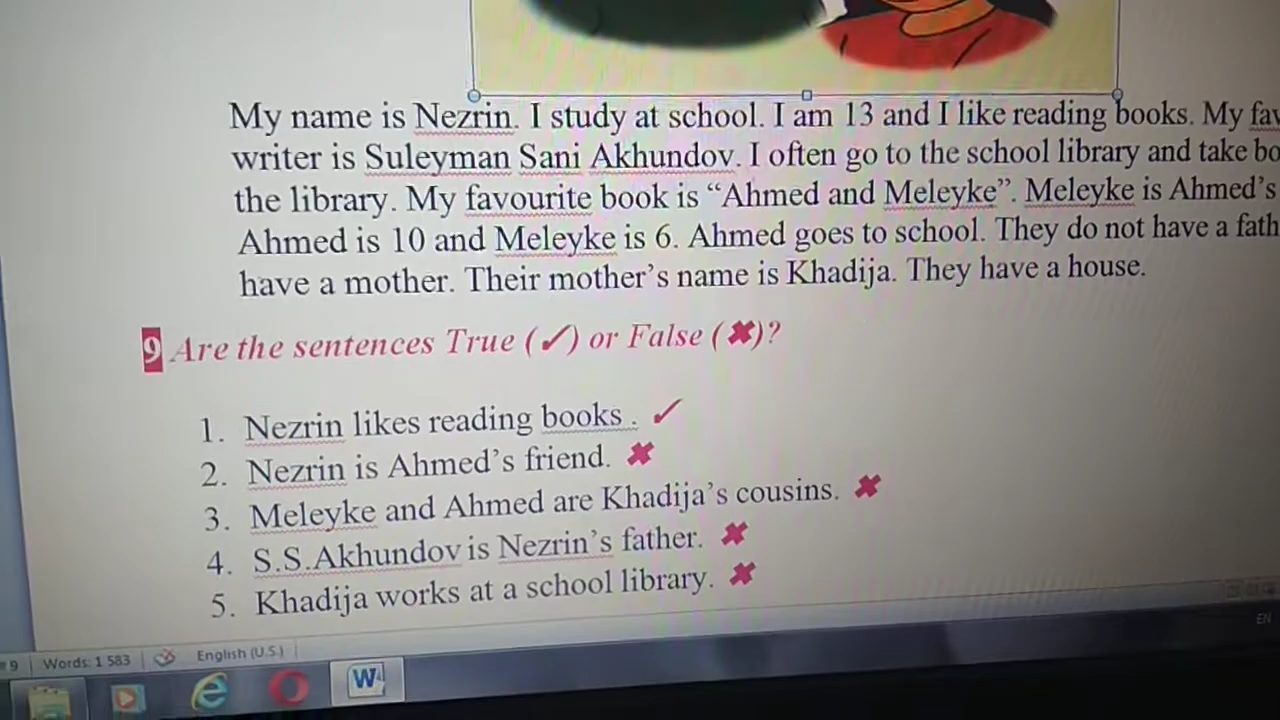 My name is Nezrin. I study at school. I am 13 and I like reading books. My
writer is Suleyman Sani Akhundov. I often go to the school library and take
the library. My favourite book is “Ahmed and Meleyke”. Meleyke is Ahmed’s
Ahmed is 10 and Meleyke is 6. Ahmed goes to school. They do not have a
have a mother. Their mother’s name is Khadija. They have a house.
9 Are the sentences True (✓) or False (✖)?
1. Nezrin likes reading books . ✓
2. Nezrin is Ahmed’s friend. ✖
3. Meleyke and Ahmed are Khadija’s cousins. ✖
4. S.S.Akhundov is Nezrin’s father. ✖
5. Khadija works at a school library. ✖
9 Words: 1 583 English (U.S.) EN
W